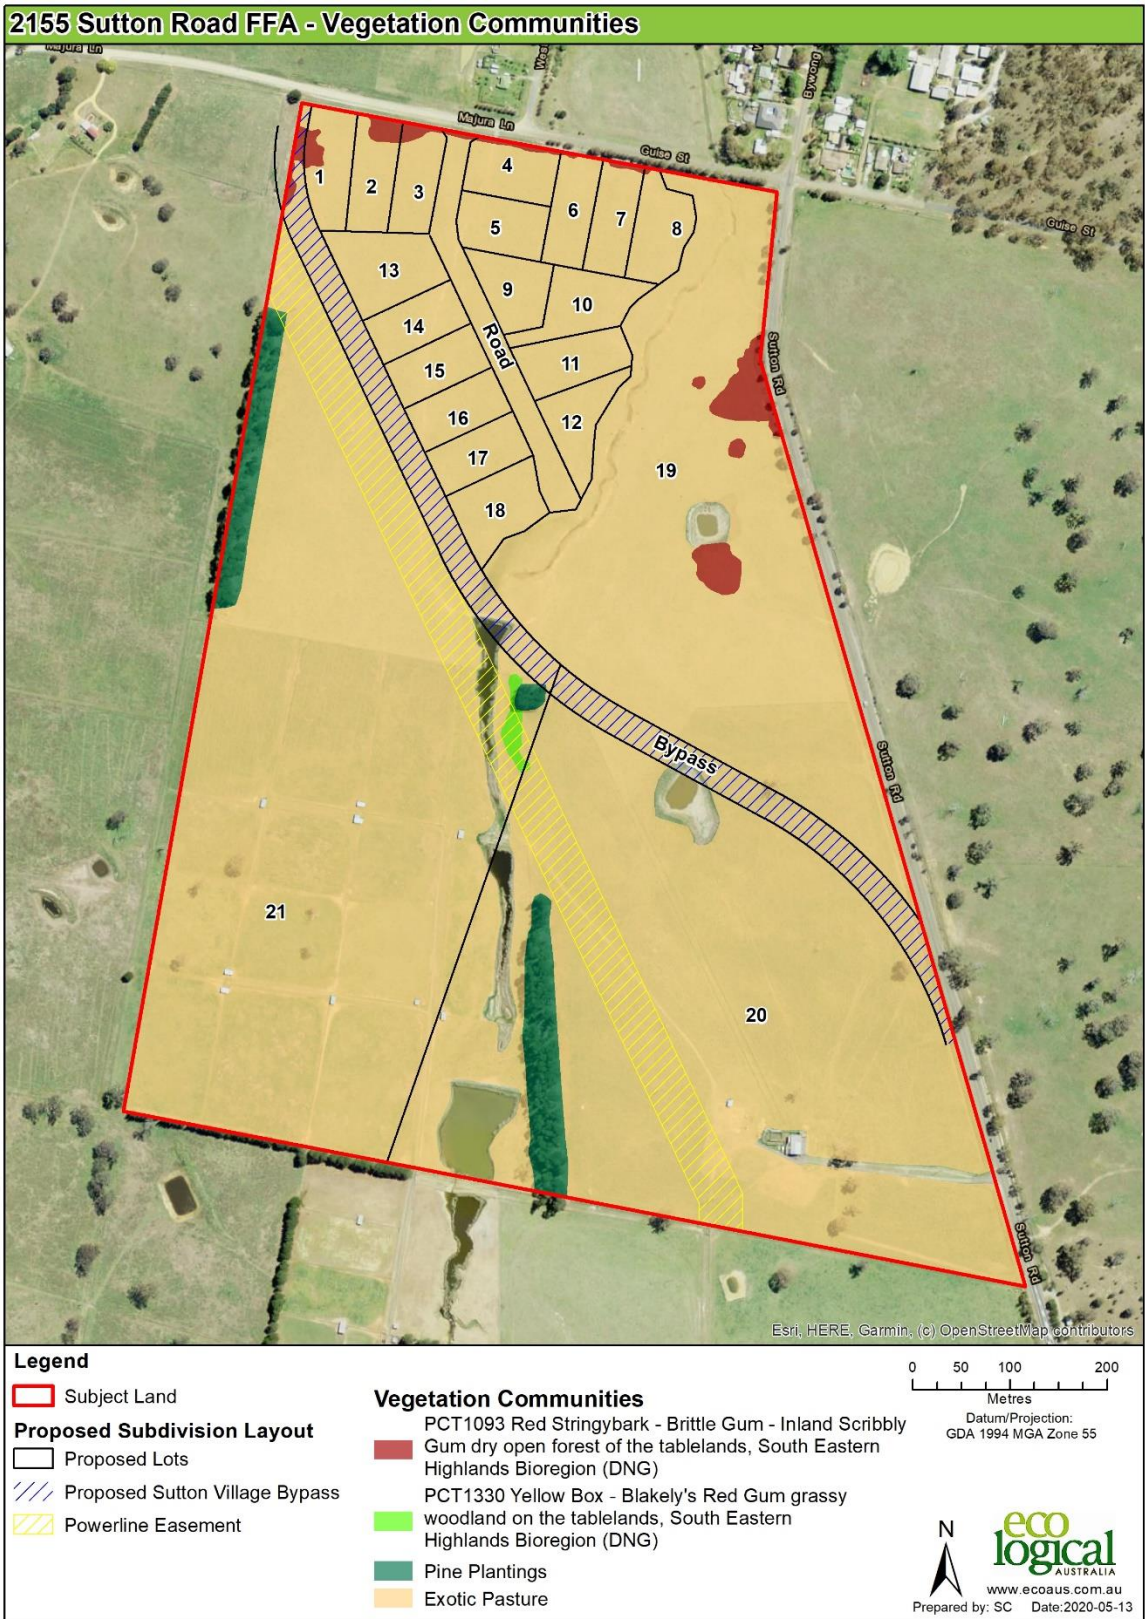 2155 Sutton Road FFA - Vegetation Communities
Majura Ln
Bywong
Majura Ln
Guise St
Guise St
1
2
3
4
5
6
7
8
9
10
11
12
13
14
15
16
17
18
Road
19
Sutton Rd
Bypass
Sutton Rd
21
20
Sutton Rd
Esri, HERE, Garmin, (c) OpenStreetMap contributors
Legend
Subject Land
Proposed Subdivision Layout
Proposed Lots
Proposed Sutton Village Bypass
Powerline Easement
Vegetation Communities
PCT1093 Red Stringybark - Brittle Gum - Inland Scribbly
Gum dry open forest of the tablelands, South Eastern
Highlands Bioregion (DNG)
PCT1330 Yellow Box - Blakely's Red Gum grassy
woodland on the tablelands, South Eastern
Highlands Bioregion (DNG)
Pine Plantings
Exotic Pasture
0 50 100 200
Metres
Datum/Projection:
GDA 1994 MGA Zone 55
N
eco
logical
AUSTRALIA
www.ecoaus.com.au
Prepared by: SC Date:2020-05-13